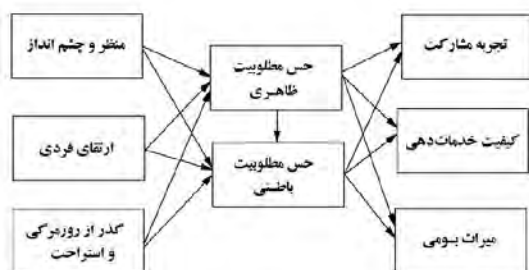 منظر و چشم انداز
ارتقای فردی
گذر از روزمرگی
و استراحت
حس مطلوبیت
ظاهری
حس مطلوبیت
باطنی
تجربه مشارکت
کیفیت خدمات‌دهی
میراث بومی